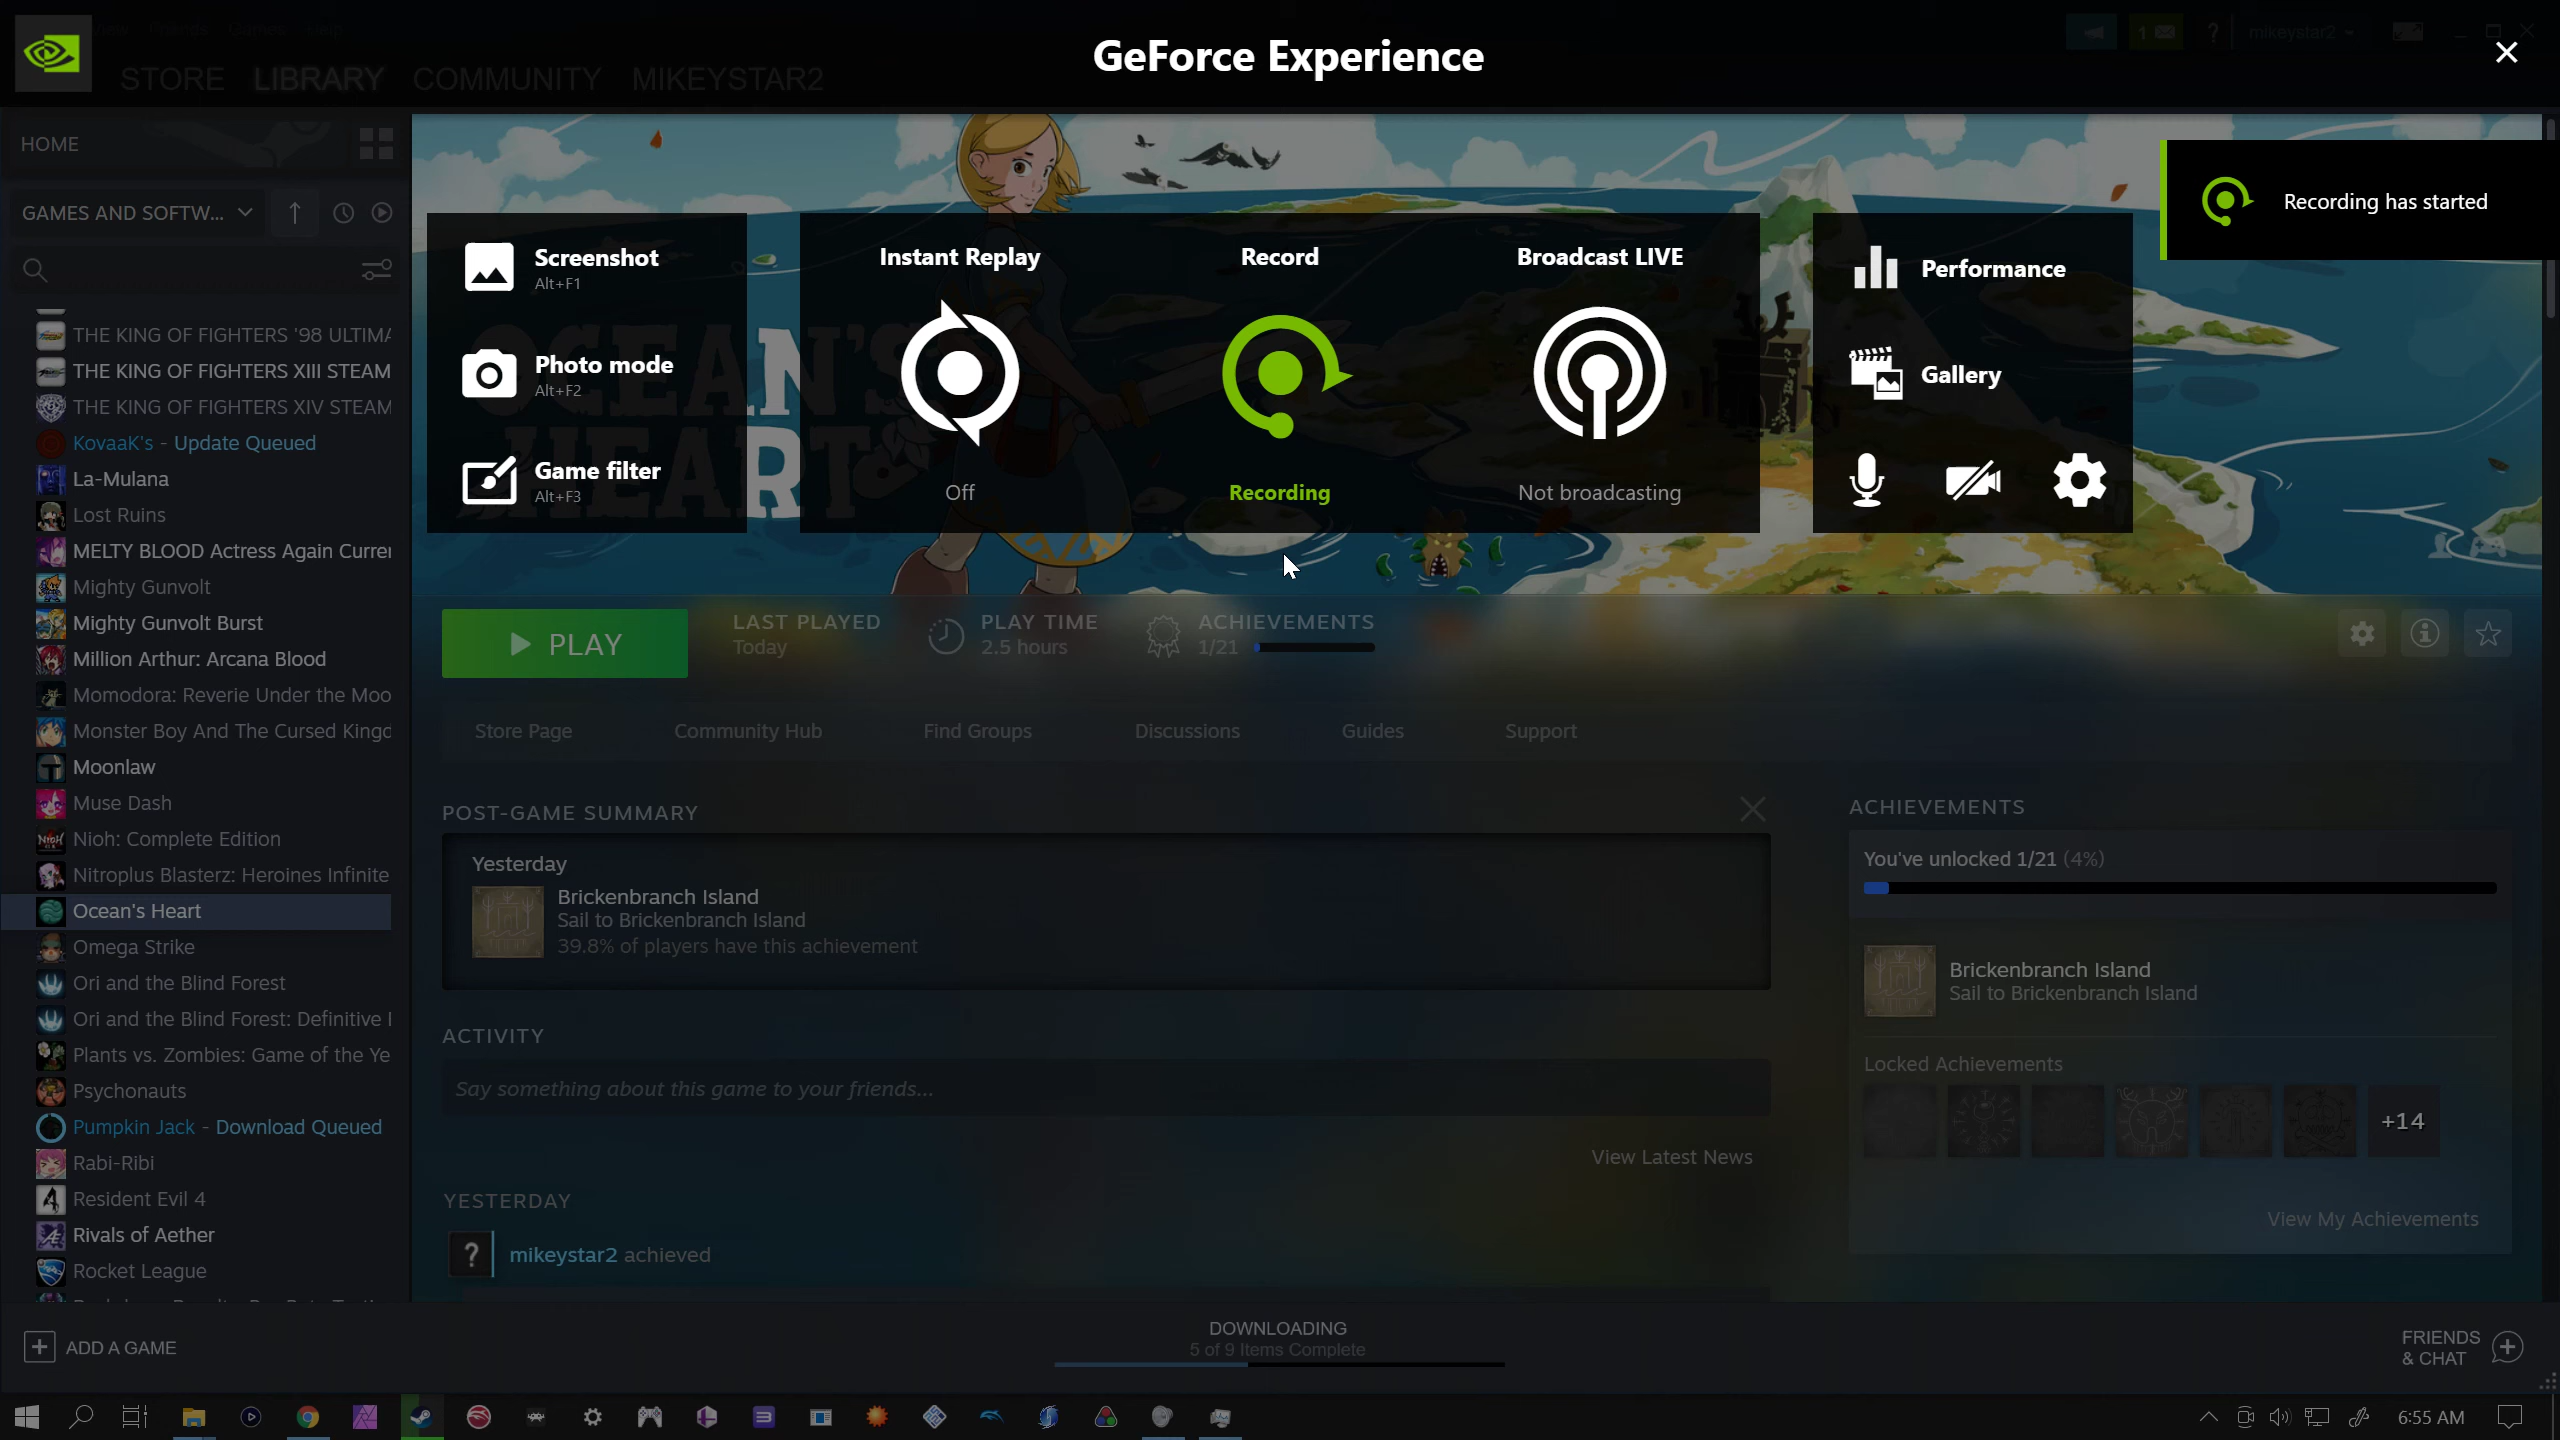 View Friends Games Help
GeForce Experience
1
?
mikeystar2
STORE LIBRARY COMMUNITY MIKEYSTAR2
HOME
GAMES AND SOFTW...
Recording has started
Screenshot
Alt+F1
Photo mode
Alt+F2
Game filter
Alt+F3
Instant Replay
Off
Record
Recording
Broadcast LIVE
Not broadcasting
Performance
Gallery
OCEAN'S
HEART
THE KING OF FIGHTERS '98 ULTIMA
THE KING OF FIGHTERS XIII STEAM
THE KING OF FIGHTERS XIV STEAM
KovaaK's - Update Queued
La-Mulana
Lost Ruins
MELTY BLOOD Actress Again Curre
Mighty Gunvolt
Mighty Gunvolt Burst
Million Arthur: Arcana Blood
Momodora: Reverie Under the Moo
Monster Boy And The Cursed Kingd
Moonlaw
Muse Dash
Nioh: Complete Edition
Nitroplus Blasterz: Heroines Infinite
Ocean's Heart
Omega Strike
Ori and the Blind Forest
Ori and the Blind Forest: Definitive
Plants vs. Zombies: Game of the Ye
Psychonauts
Pumpkin Jack - Download Queued
Rabi-Ribi
Resident Evil 4
Rivals of Aether
Rocket League
PLAY
LAST PLAYED
Today
PLAY TIME
2.5 hours
ACHIEVEMENTS
1/21
Store Page
Community Hub
Find Groups
Discussions
Guides
Support
POST-GAME SUMMARY
Yesterday
Brickenbranch Island
Sail to Brickenbranch Island
39.8% of players have this achievement
ACTIVITY
Say something about this game to your friends...
View Latest News
YESTERDAY
?
mikeystar2 achieved
ACHIEVEMENTS
You've unlocked 1/21 (4%)
Brickenbranch Island
Sail to Brickenbranch Island
Locked Achievements
+14
View My Achievements
ADD A GAME
DOWNLOADING
5 of 9 Items Complete
FRIENDS
& CHAT
6:55 AM